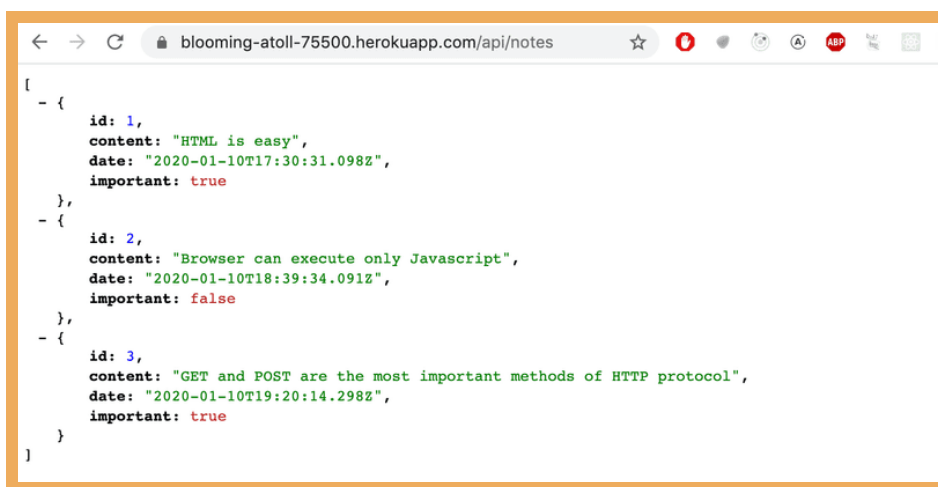 blooming-atoll-75500.herokuapp.com/api/notes
ABP
[
- {
id: 1,
content: "HTML is easy",
date: "2020-01-10T17:30:31.098Z",
important: true
},
- {
id: 2,
content: "Browser can execute only Javascript",
date: "2020-01-10T18:39:34.091Z",
important: false
},
- {
id: 3,
content: "GET and POST are the most important methods of HTTP protocol",
date: "2020-01-10T19:20:14.298Z",
important: true
}
]